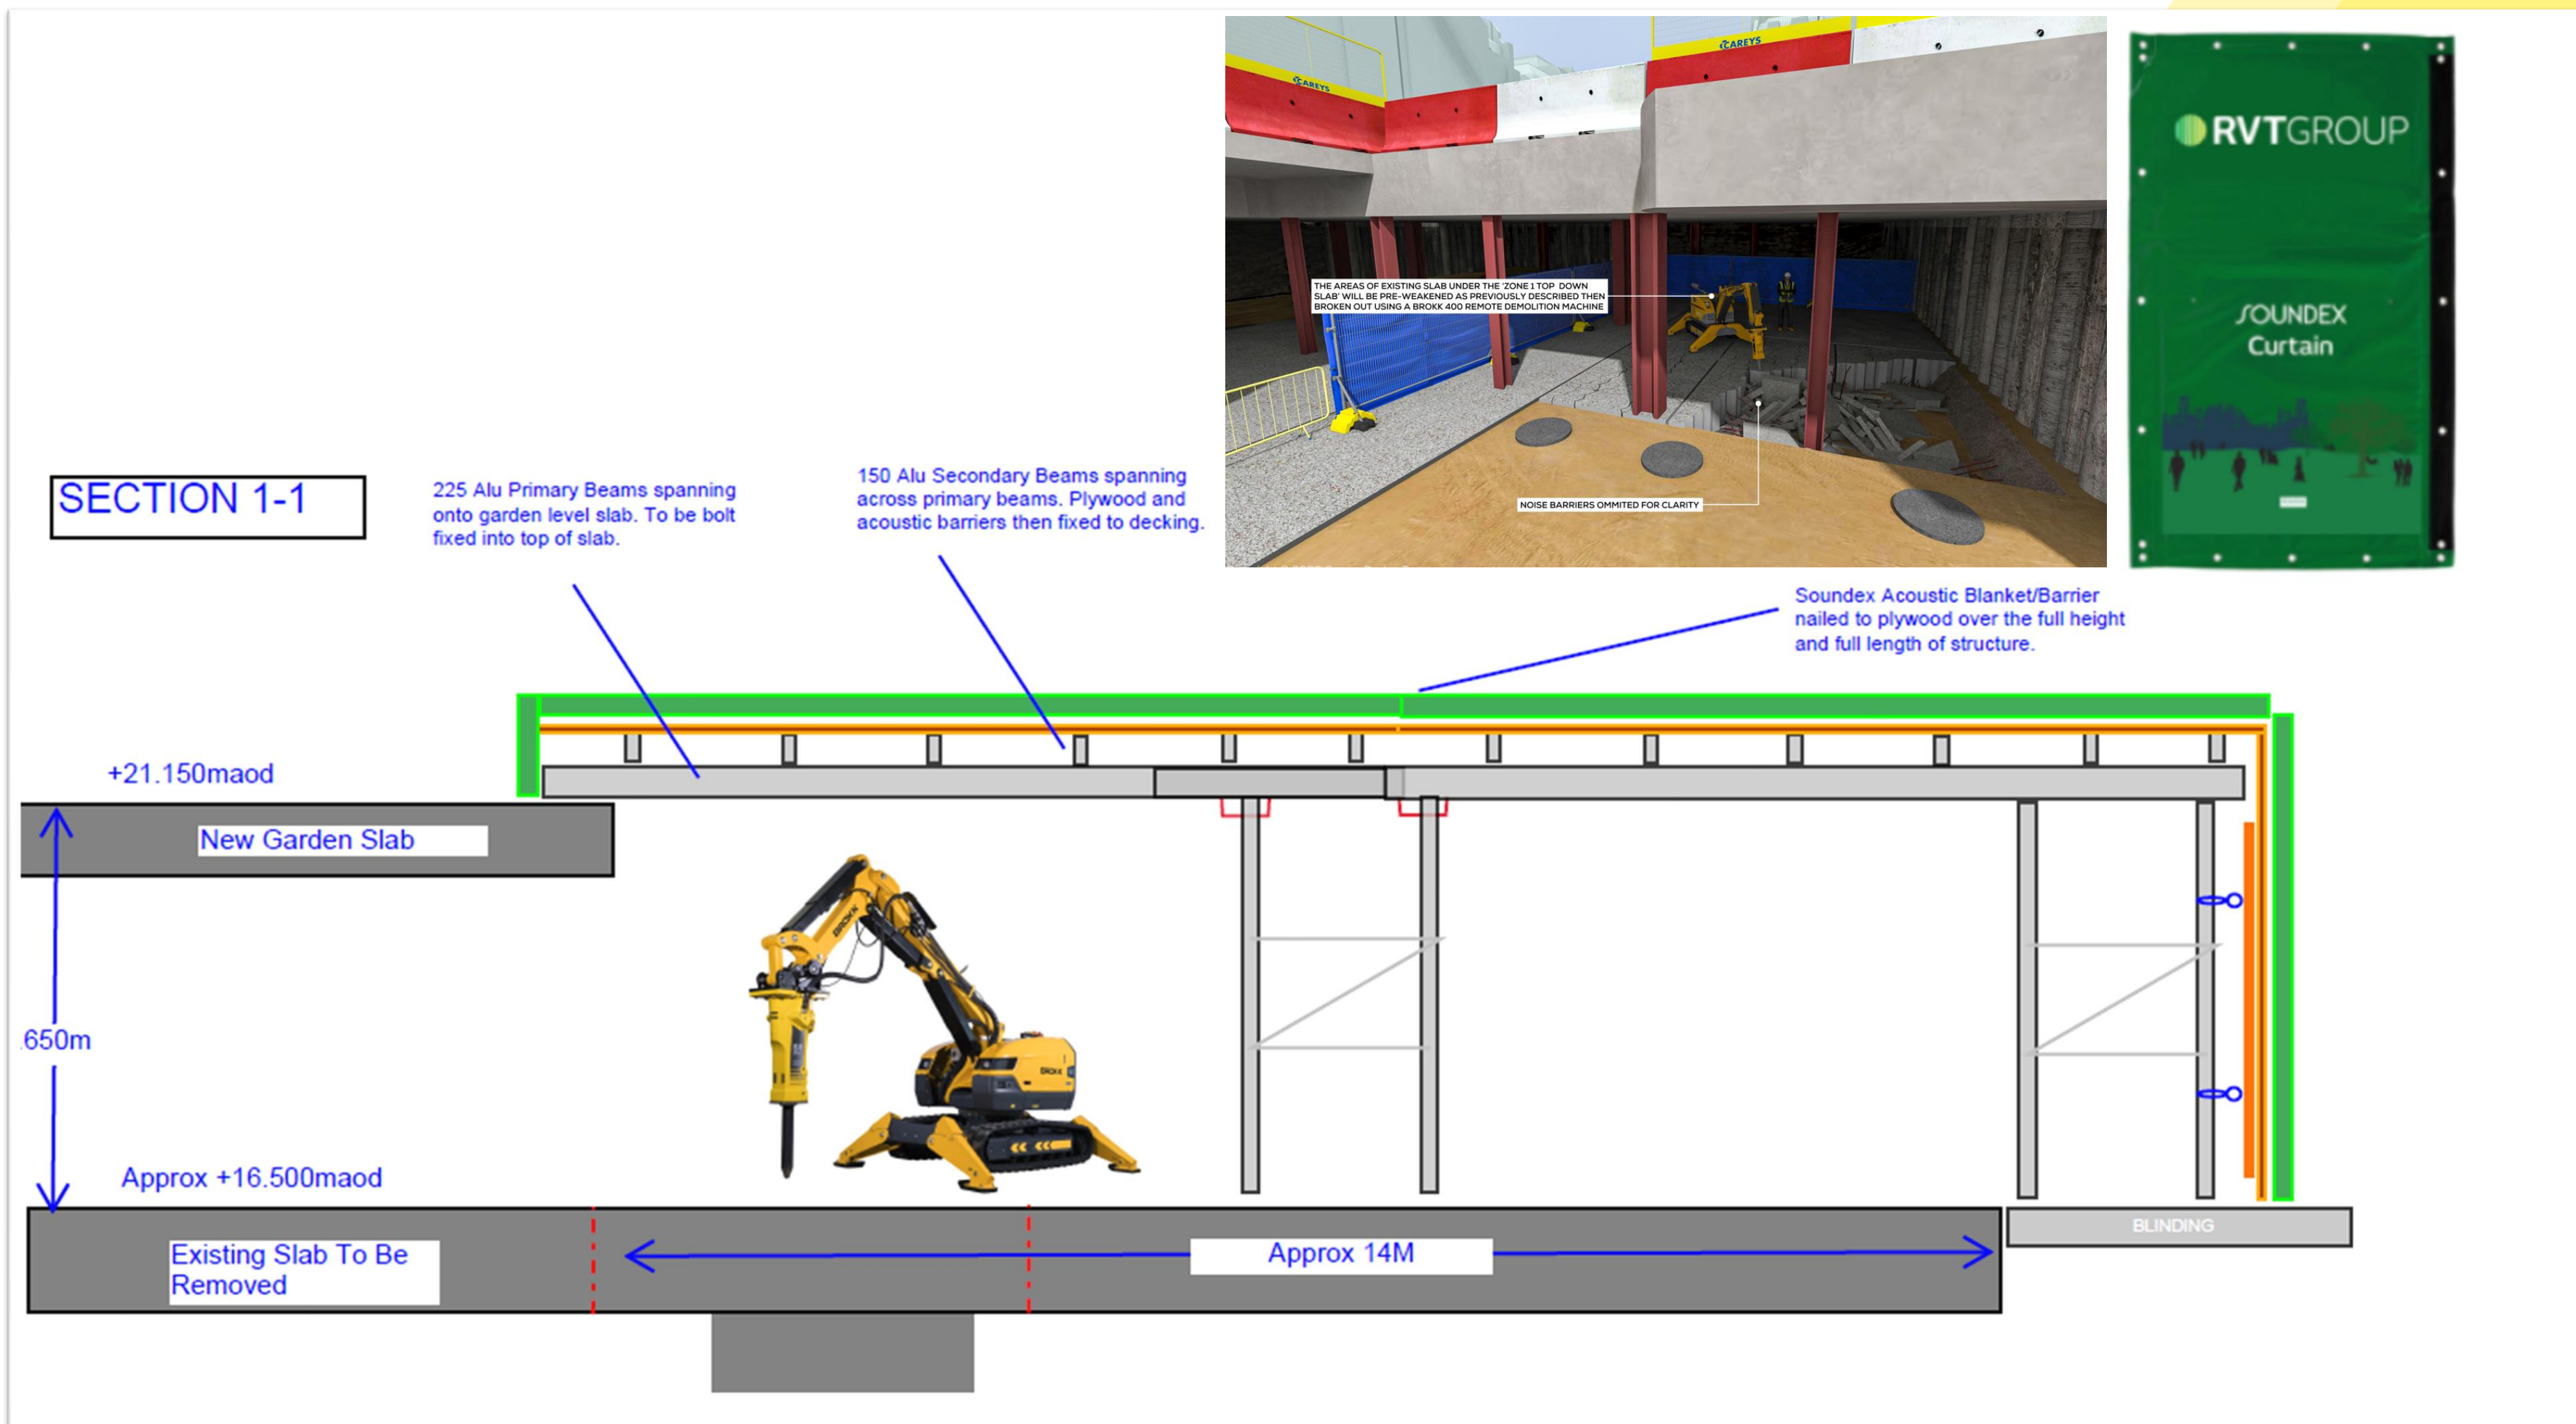 CAREYS
CAREYS
THE AREAS OF EXISTING SLAB UNDER THE 'ZONE 1 TOP DOWN
SLAB' WILL BE PRE-WEAKENED AS PREVIOUSLY DESCRIBED THEN
BROKEN OUT USING A BROKK 400 REMOTE DEMOLITION MACHINE
NOISE BARRIERS OMMITED FOR CLARITY
RVTGROUP
SOUNDEX
Curtain
SECTION 1-1
225 Alu Primary Beams spanning
onto garden level slab. To be bolt
fixed into top of slab.
150 Alu Secondary Beams spanning
across primary beams. Plywood and
acoustic barriers then fixed to decking.
Soundex Acoustic Blanket/Barrier
nailed to plywood over the full height
and full length of structure.
+21.150maod
New Garden Slab
BROKK
BROKK
.650m
Approx +16.500maod
Existing Slab To Be
Removed
Approx 14M
BLINDING